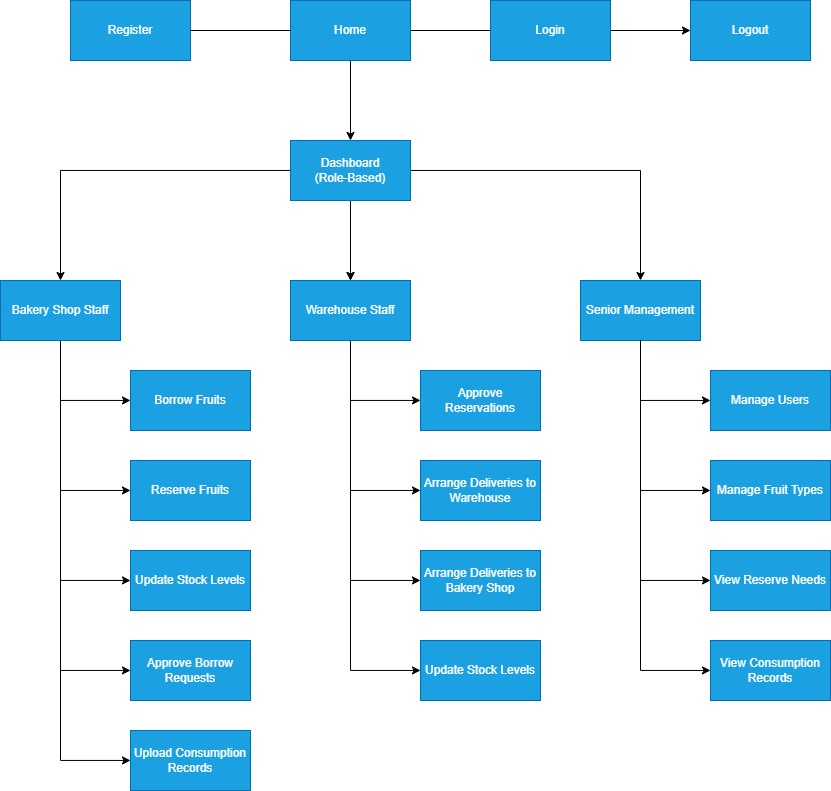 Register
Home
Login
Logout
Dashboard
(Role-Based)
Bakery Shop Staff
Warehouse Staff
Senior Management
Borrow Fruits
Reserve Fruits
Update Stock Levels
Approve Borrow
Requests
Upload Consumption
Records
Approve
Reservations
Arrange Deliveries to
Warehouse
Arrange Deliveries to
Bakery Shop
Update Stock Levels
Manage Users
Manage Fruit Types
View Reserve Needs
View Consumption
Records